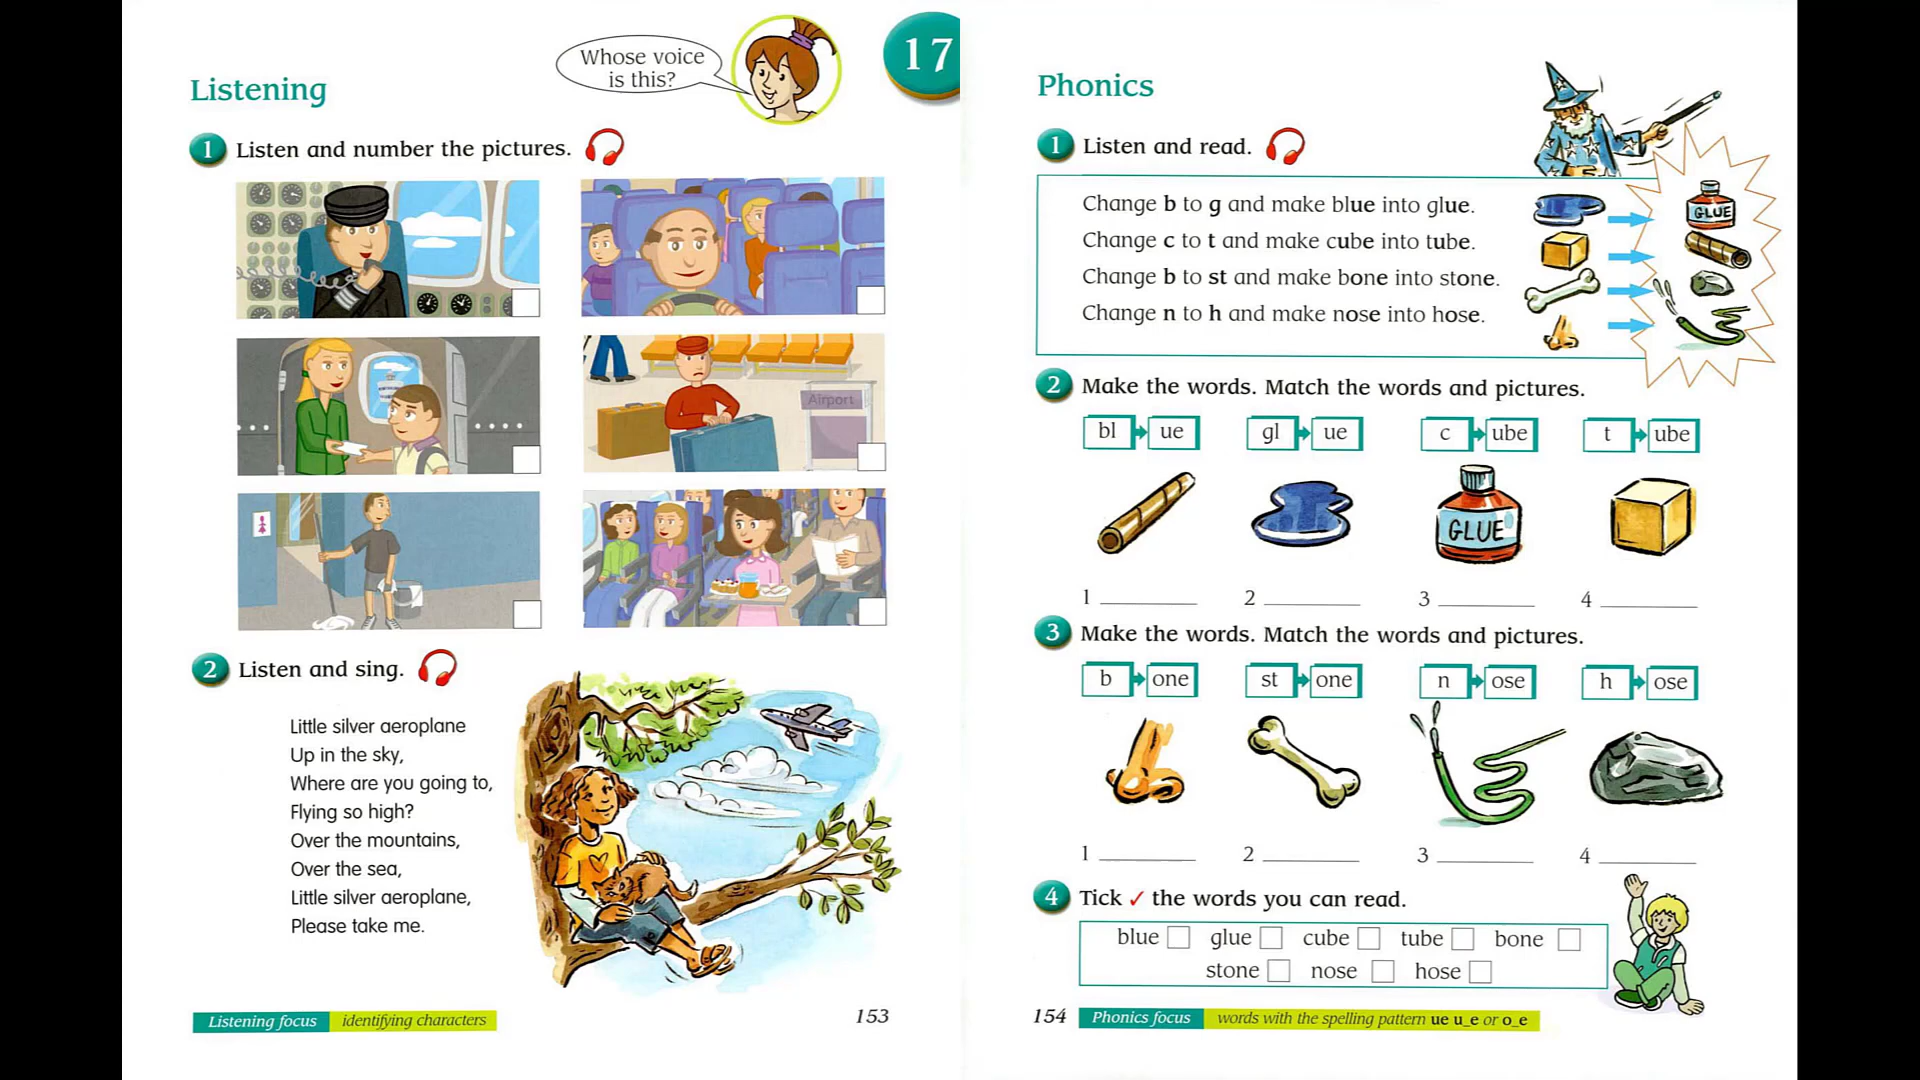 Listening
Whose voice
is this?
17
1 Listen and number the pictures.
Airport
2 Listen and sing.
Little silver aeroplane
Up in the sky,
Where are you going to,
Flying so high?
Over the mountains,
Over the sea,
Little silver aeroplane,
Please take me.
Listening focus identifying characters
153
Phonics
1 Listen and read.
Change b to g and make blue into glue.
Change c to t and make cube into tube.
Change b to st and make bone into stone.
Change n to h and make nose into hose.
GLUE
2 Make the words. Match the words and pictures.
bl ue gl ue c ube t ube
GLUE
1 2 3 4
3 Make the words. Match the words and pictures.
b one st one n ose h ose
1 2 3 4
4 Tick ✓ the words you can read.
blue glue cube tube bone
stone nose hose
154 Phonics focus words with the spelling pattern ue u_e or o_e